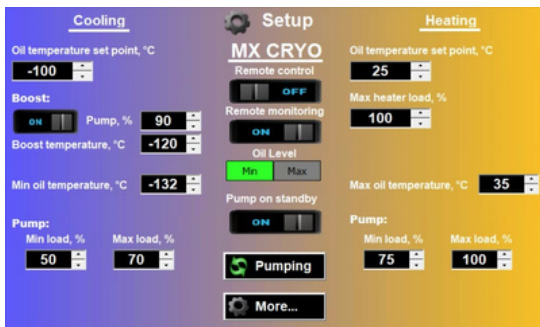 Cooling
Setup
Heating
MX CRYO
Oil temperature set point, °C
-100
Remote control
OFF
Oil temperature set point, °C
25
Boost:
ON
Pump, %
90
Boost temperature, °C
-120
Remote monitoring
ON
Max heater load, %
100
Oil Level
Min
Max
Min oil temperature, °C
-132
Max oil temperature, °C
35
Pump on standby
ON
Pump:
Min load, %
Max load, %
50
70
Pumping
More...
Pump:
Min load, %
Max load, %
75
100